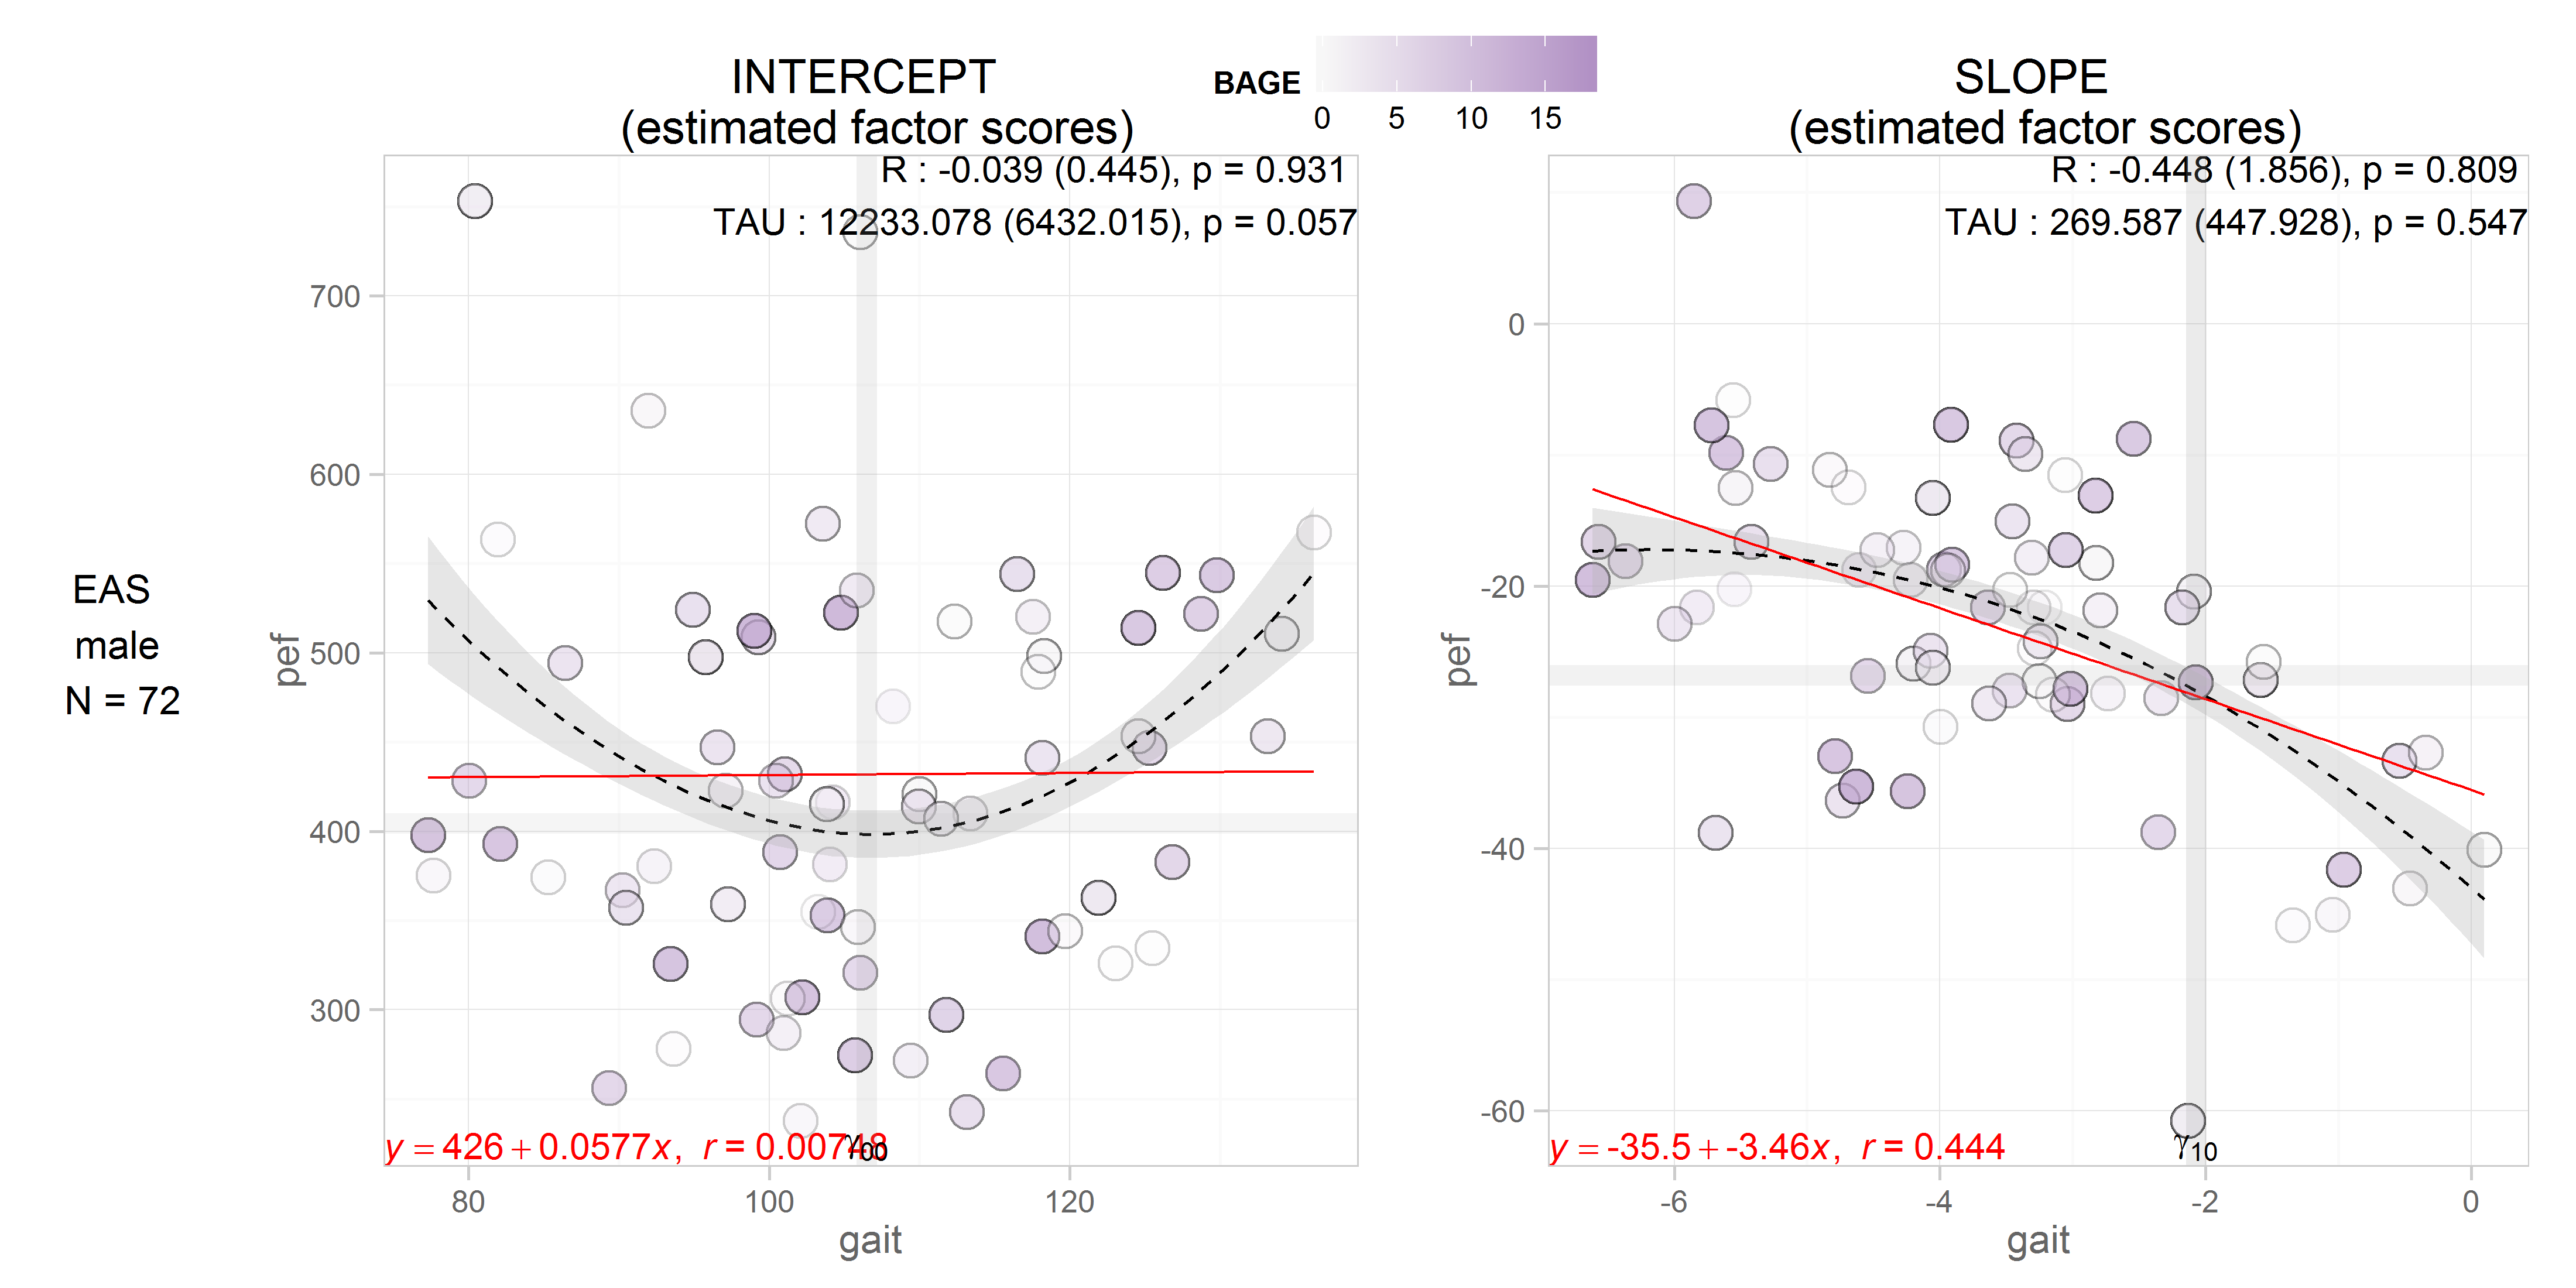 BAGE
0 5 10 15
INTERCEPT
(estimated factor scores)
R : -0.039 (0.445), p = 0.931
TAU : 12233.078 (6432.015), p = 0.057
EAS
male
N = 72
pef
700
600
500
400
300
y = 426 + 0.0577x, r = 0.00748
γ00
80 100 120
gait
SLOPE
(estimated factor scores)
R : -0.448 (1.856), p = 0.809
TAU : 269.587 (447.928), p = 0.547
pef
0
-20
-40
-60
y = -35.5 + -3.46x, r = 0.444
γ10
-6 -4 -2 0
gait